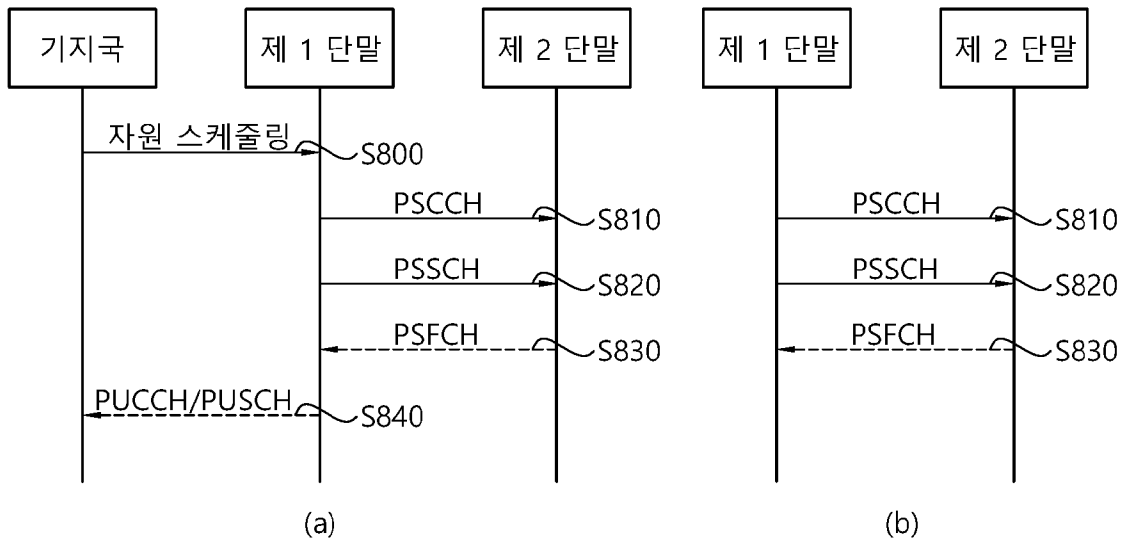 기지국 제 1 단말 제 2 단말 제 1 단말 제 2 단말
자원 스케줄링 S800
PSCCH S810 PSCCH S810
PSSCH S820 PSSCH S820
PSFCH S830 PSFCH S830
PUCCH/PUSCH S840
(a) (b)